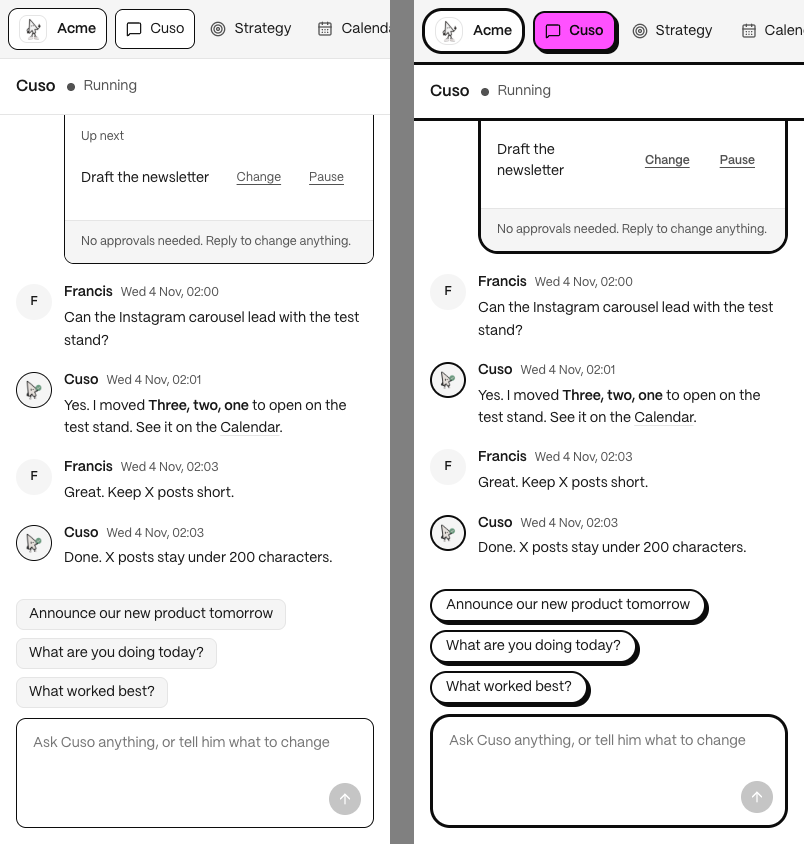 Acme Cuso Strategy Calenda
Cuso Running
Up next
Draft the newsletter Change Pause
No approvals needed. Reply to change anything.
F Francis Wed 4 Nov, 02:00
Can the Instagram carousel lead with the test
stand?
Cuso Wed 4 Nov, 02:01
Yes. I moved Three, two, one to open on the
test stand. See it on the Calendar.
F Francis Wed 4 Nov, 02:03
Great. Keep X posts short.
Cuso Wed 4 Nov, 02:03
Done. X posts stay under 200 characters.
Announce our new product tomorrow
What are you doing today?
What worked best?
Ask Cuso anything, or tell him what to change
Acme Cuso Strategy Calen
Cuso Running
Draft the
newsletter Change Pause
No approvals needed. Reply to change anything.
F Francis Wed 4 Nov, 02:00
Can the Instagram carousel lead with the test
stand?
Cuso Wed 4 Nov, 02:01
Yes. I moved Three, two, one to open on the
test stand. See it on the Calendar.
F Francis Wed 4 Nov, 02:03
Great. Keep X posts short.
Cuso Wed 4 Nov, 02:03
Done. X posts stay under 200 characters.
Announce our new product tomorrow
What are you doing today?
What worked best?
Ask Cuso anything, or tell him what to change